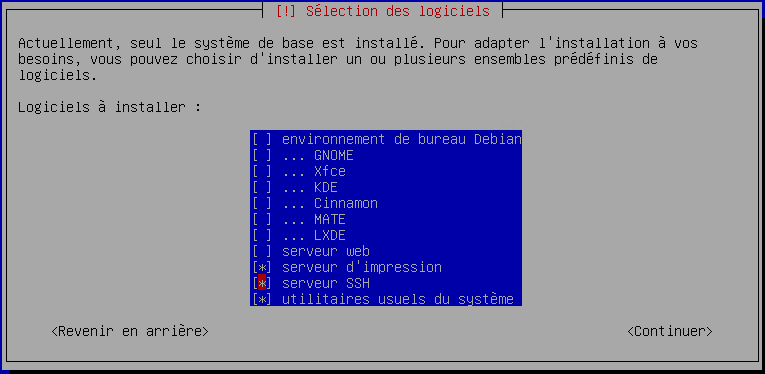 [!] Sélection des logiciels
Actuellement, seul le système de base est installé. Pour adapter l'installation à vos
besoins, vous pouvez choisir d'installer un ou plusieurs ensembles prédéfinis de
logiciels.
Logiciels à installer :
[ ] environnement de bureau Debian
[ ] ... GNOME
[ ] ... Xfce
[ ] ... KDE
[ ] ... Cinnamon
[ ] ... MATE
[ ] ... LXDE
[ ] serveur web
[*] serveur d'impression
[*] serveur SSH
[*] utilitaires usuels du système
<Revenir en arrière>
<Continuer>